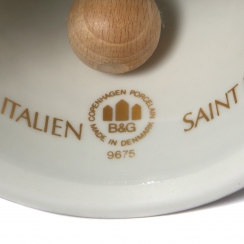 ITALIEN
COPENHAGEN PORCELAIN
B&G
MADE IN DENMARK
9675
SAINT